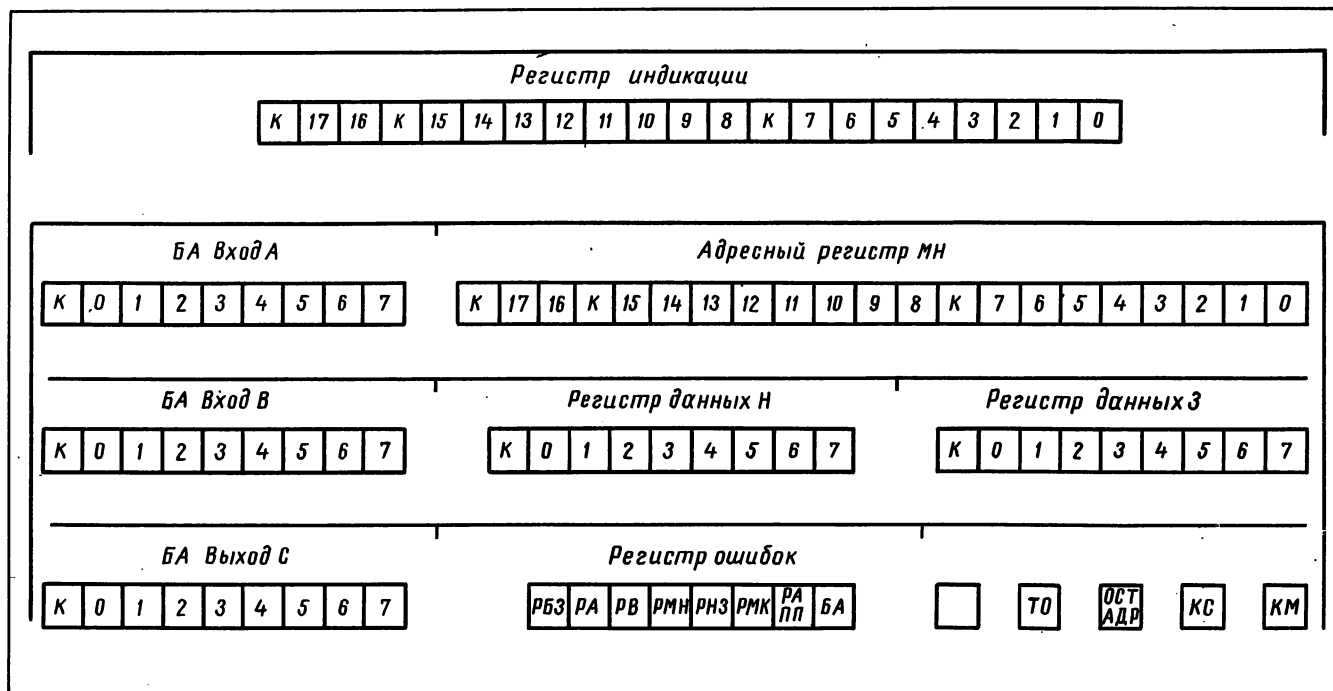 Регистр индикации
К 17 16 К 15 14 13 12 11 10 9 8 К 7 6 5 4 3 2 1 0
БА Вход А Адресный регистр МН
К 0 1 2 3 4 5 6 7 К 17 16 К 15 14 13 12 11 10 9 8 К 7 6 5 4 3 2 1 0
БА Вход В Регистр данных Н Регистр данных З
К 0 1 2 3 4 5 6 7 К 0 1 2 3 4 5 6 7 К 0 1 2 3 4 5 6 7
БА Выход С Регистр ошибок
К 0 1 2 3 4 5 6 7 РБЗ РА РВ РМН РНЗ РМК РА ПП БА ТО ОСТ АДР КС КМ